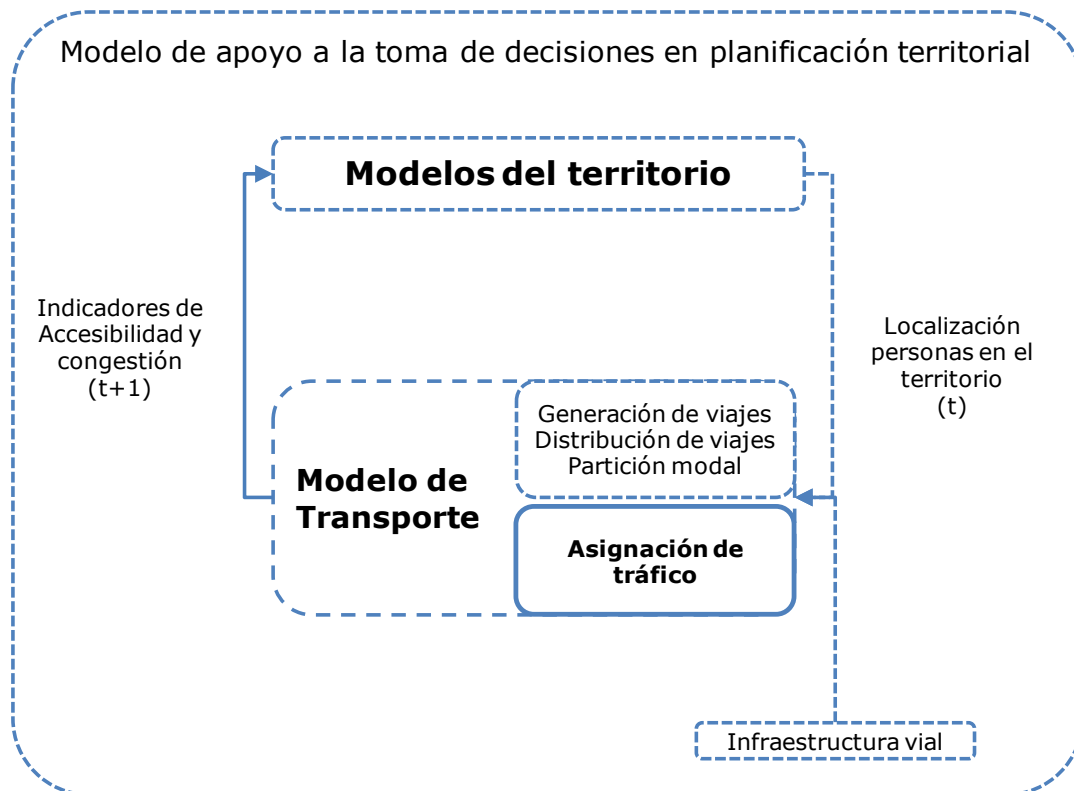 Modelo de apoyo a la toma de decisiones en planificación territorial
Modelos del territorio
Indicadores de
Accesibilidad y
congestión
(t+1)
Localización
personas en el
territorio
(t)
Generación de viajes
Distribución de viajes
Partición modal
Modelo de
Transporte
Asignación de
tráfico
Infraestructura vial